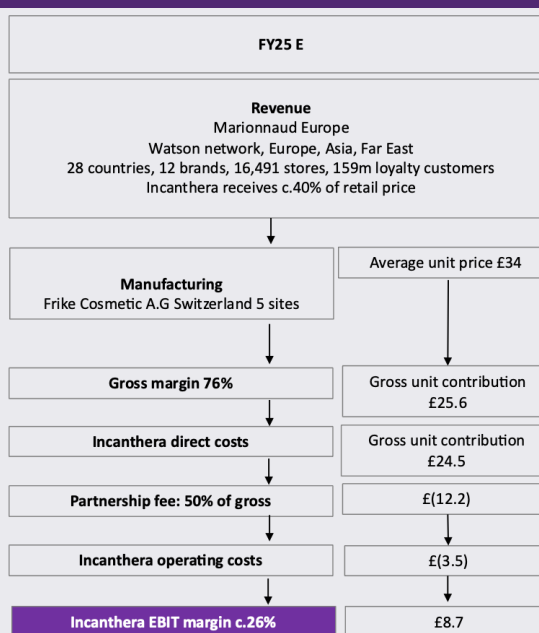 FY25 E
Revenue
Marionnaud Europe
Watson network, Europe, Asia, Far East
28 countries, 12 brands, 16,491 stores, 159m loyalty customers
Incanthera receives c.40% of retail price
Manufacturing
Frike Cosmetic A.G Switzerland 5 sites
Average unit price £34
Gross margin 76%
Gross unit contribution
£25.6
Incanthera direct costs
Gross unit contribution
£24.5
Partnership fee: 50% of gross
£(12.2)
Incanthera operating costs
£(3.5)
Incanthera EBIT margin c.26%
£8.7